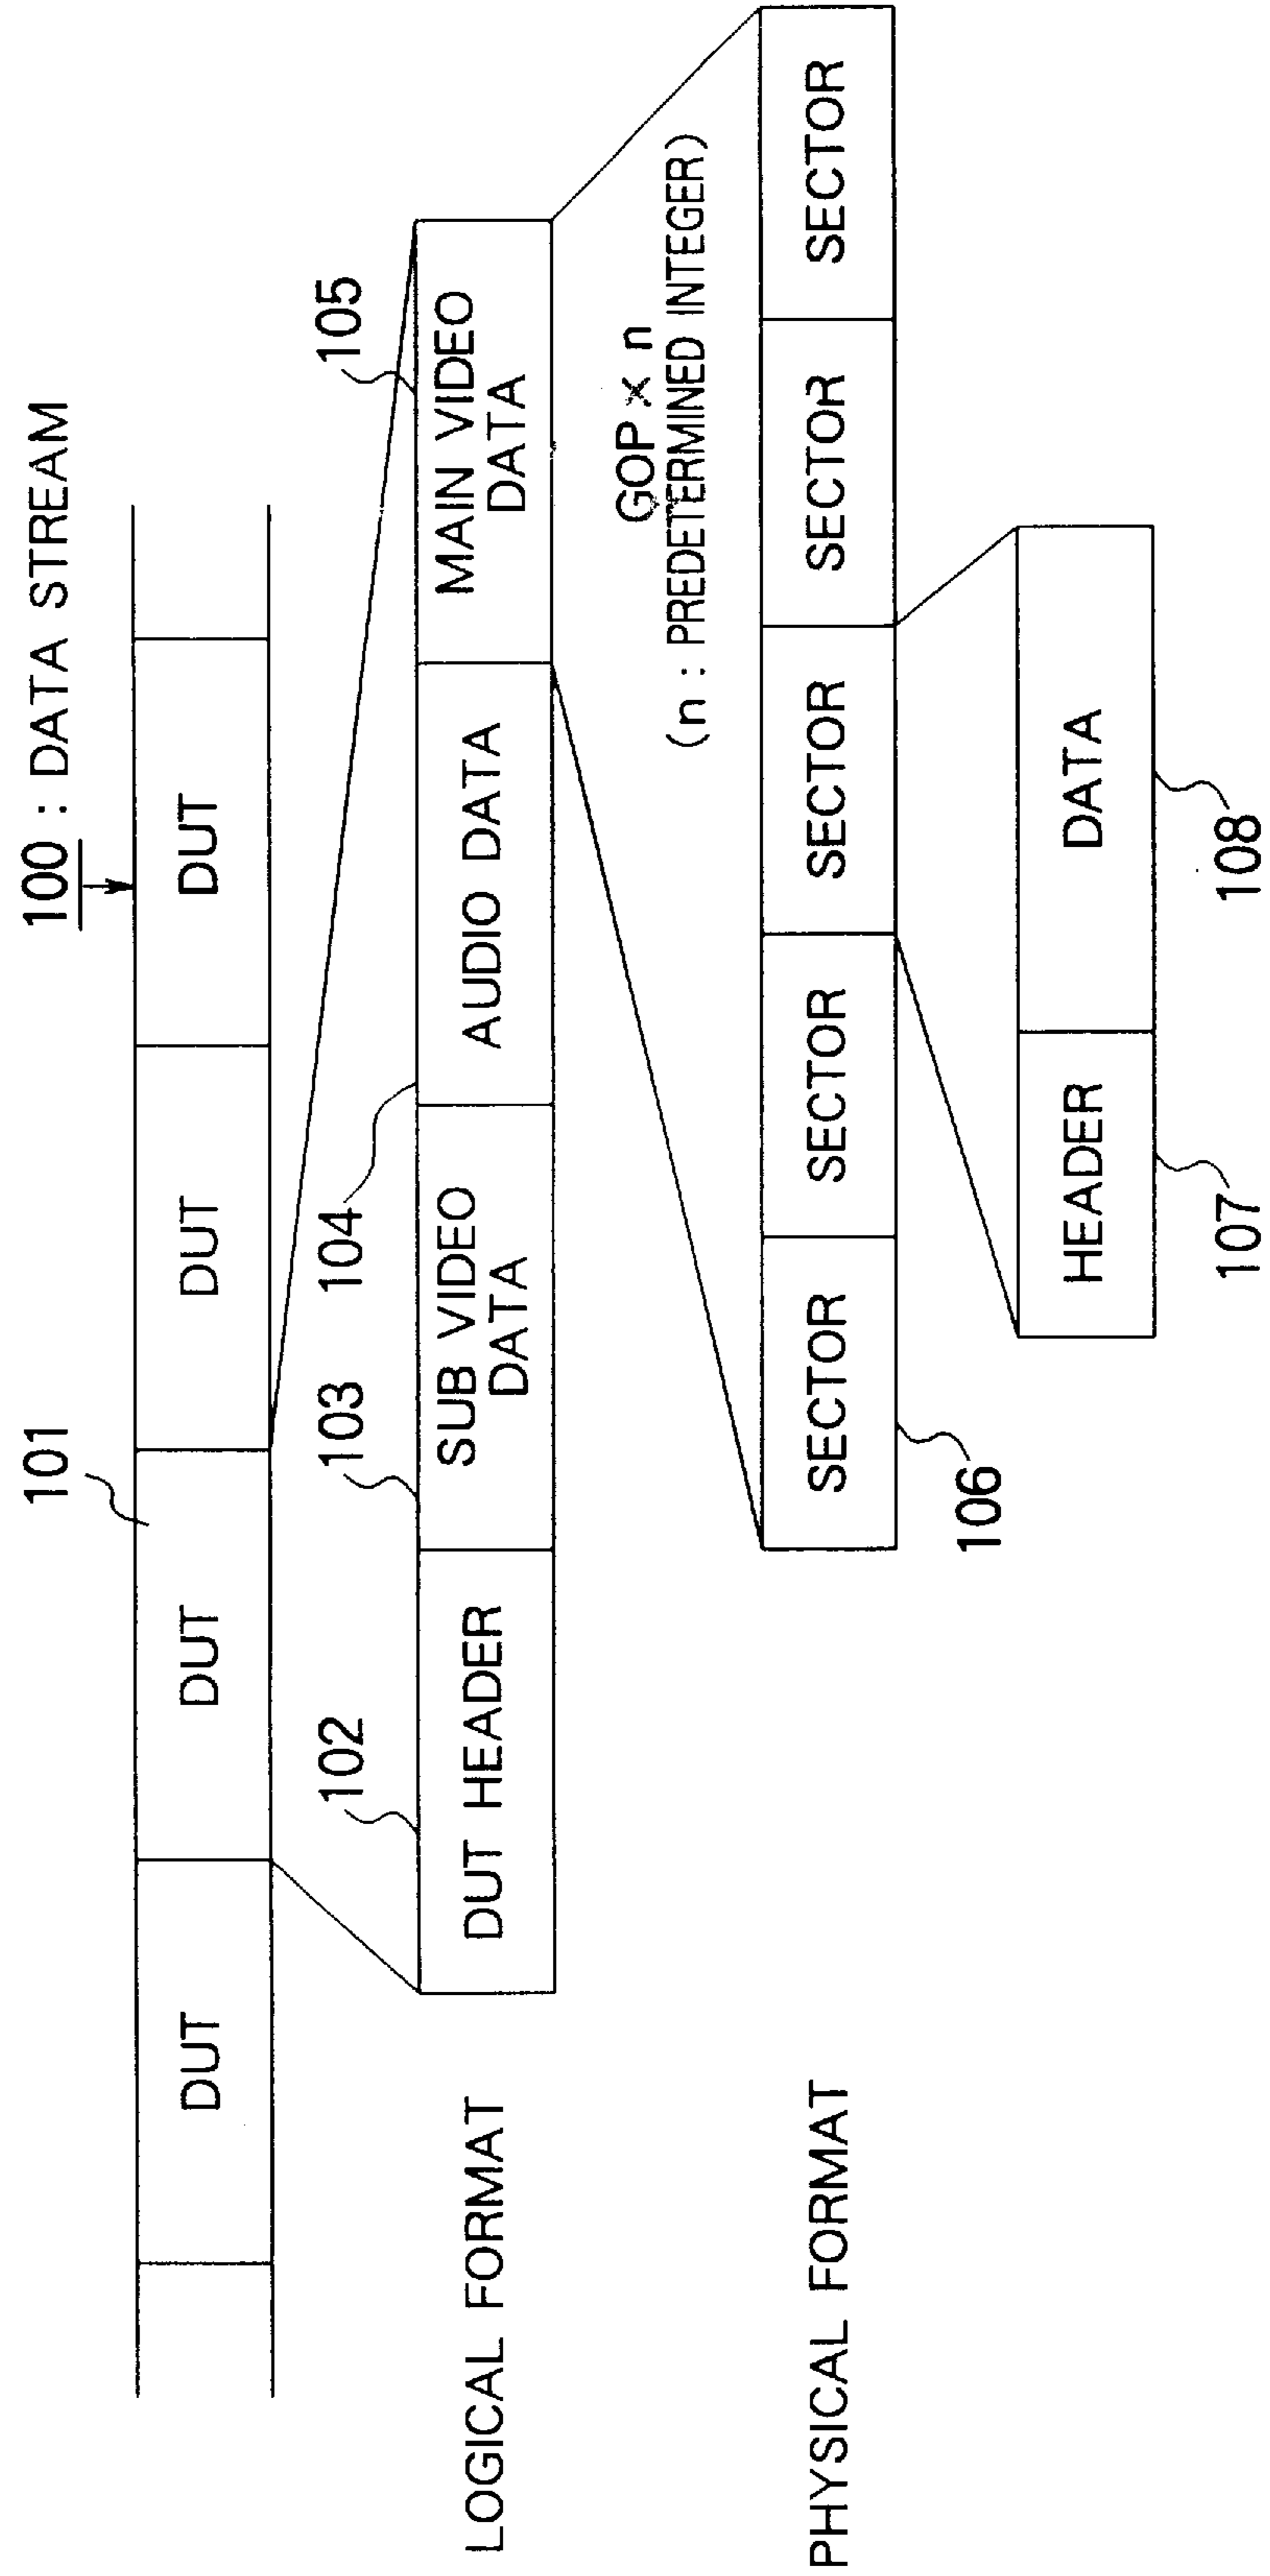 100 : DATA STREAM
101
DUT DUT DUT DUT
102 103 104 105
LOGICAL FORMAT
DUT HEADER
SUB VIDEO
DATA
AUDIO DATA
MAIN VIDEO
DATA
GOP × n
(n : PREDETERMINED INTEGER)
PHYSICAL FORMAT
SECTOR SECTOR SECTOR SECTOR SECTOR
106
HEADER DATA
107 108